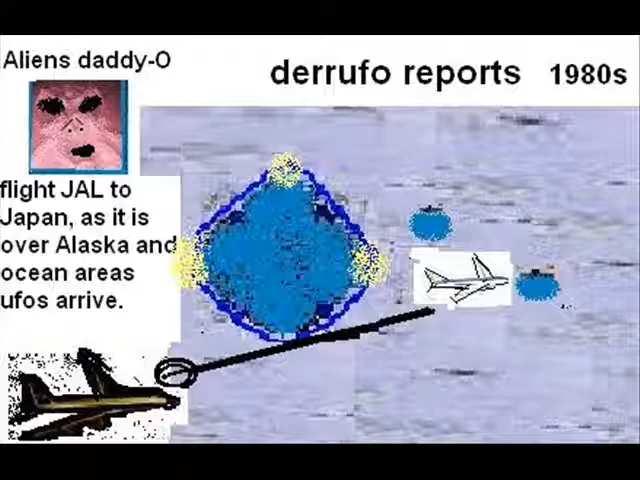 Aliens daddy-O
derrufo reports 1980s
flight JAL to
Japan, as it is
over Alaska and
ocean areas
ufos arrive.